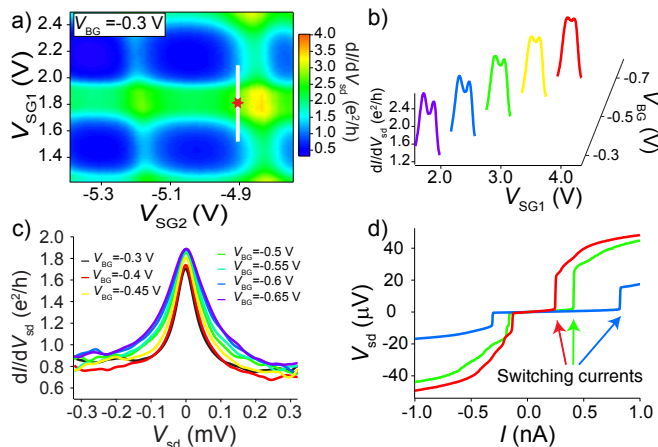 a)
V_BG=-0.3 V
2.4
2.0
1.8
1.6
1.4
V_SG1 (V)
-5.3
-5.1
-4.9
V_SG2 (V)
4.0
3.5
3.0
2.5
2.0
1.5
1.0
0.5
dI/dV_sd (e²/h)
b)
2.4
2.0
1.6
1.2
dI/dV_sd (e²/h)
2.0
3.0
4.0
V_SG1 (V)
-0.7
-0.5
-0.3
V_BG (V)
c)
2.0
1.8
1.6
1.4
1.2
1.0
0.8
0.6
dI/dV_sd (e²/h)
V_BG=-0.3 V
V_BG=-0.4 V
V_BG=-0.45 V
V_BG=-0.5 V
V_BG=-0.55 V
V_BG=-0.6 V
V_BG=-0.65 V
-0.3
-0.2
-0.1
0
0.1
0.2
0.3
V_sd (mV)
d)
40
20
0
-20
-40
V_sd (μV)
Switching currents
-1.0
-0.5
0
0.5
1.0
I (nA)